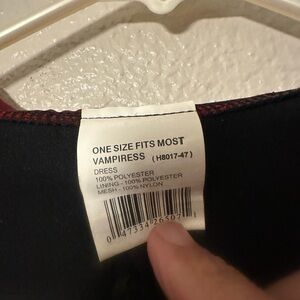 ONE SIZE FITS MOST
VAMPIRESS (H8017-47)
DRESS
100% POLYESTER
LINING - 100% POLYESTER
MESH - 100% NYLON